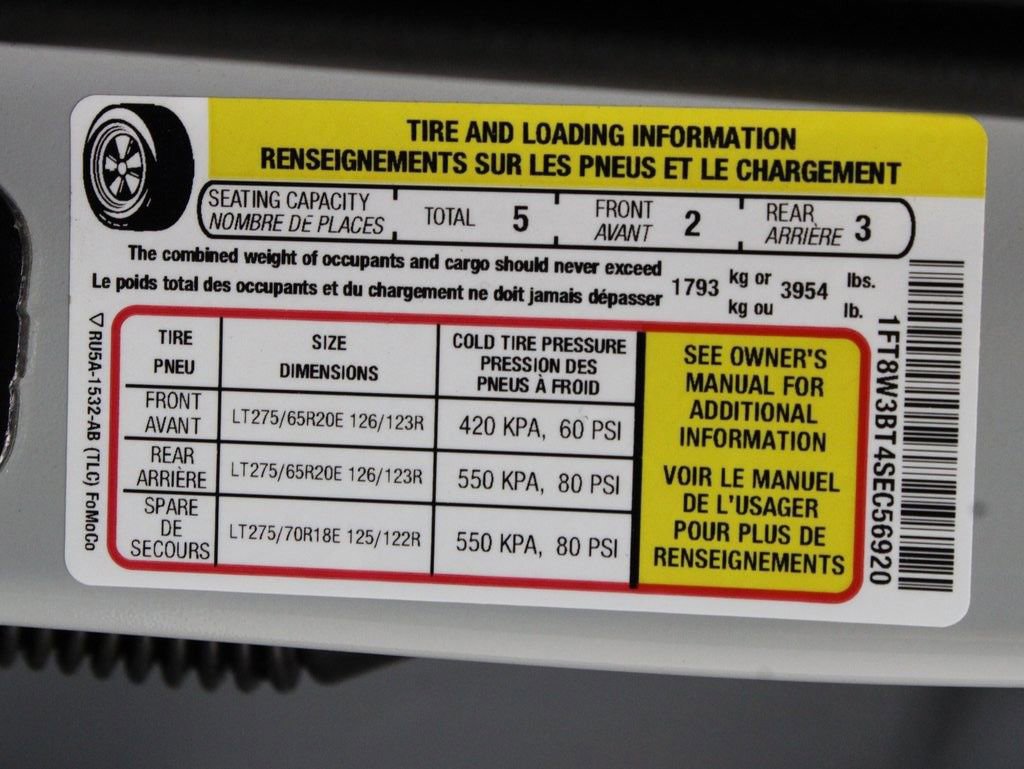 TIRE AND LOADING INFORMATION
RENSEIGNEMENTS SUR LES PNEUS ET LE CHARGEMENT
SEATING CAPACITY
NOMBRE DE PLACES
TOTAL 5
FRONT
AVANT 2
REAR
ARRIÈRE 3
The combined weight of occupants and cargo should never exceed
Le poids total des occupants et du chargement ne doit jamais dépasser
1793 kg or 3954 lbs.
kg ou lb.
TIRE
PNEU
SIZE
DIMENSIONS
COLD TIRE PRESSURE
PRESSION DES
PNEUS À FROID
FRONT
AVANT
LT275/65R20E 126/123R
420 KPA, 60 PSI
REAR
ARRIÈRE
LT275/65R20E 126/123R
550 KPA, 80 PSI
SPARE
DE
SECOURS
LT275/70R18E 125/122R
550 KPA, 80 PSI
SEE OWNER'S
MANUAL FOR
ADDITIONAL
INFORMATION
VOIR LE MANUEL
DE L'USAGER
POUR PLUS DE
RENSEIGNEMENTS
RU5A-1532-AB (TLC) FoMoCo
1FT8W3BT4SEC56920